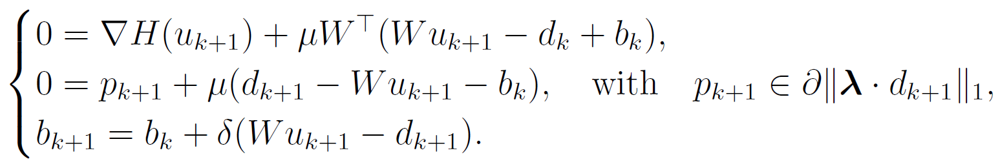 0 = ∇H(u_{k+1}) + μW^⊤(Wu_{k+1} − d_k + b_k),
0 = p_{k+1} + μ(d_{k+1} − Wu_{k+1} − b_k), with p_{k+1} ∈ ∂‖𝝀 · d_{k+1}‖_1,
b_{k+1} = b_k + δ(Wu_{k+1} − d_{k+1}).